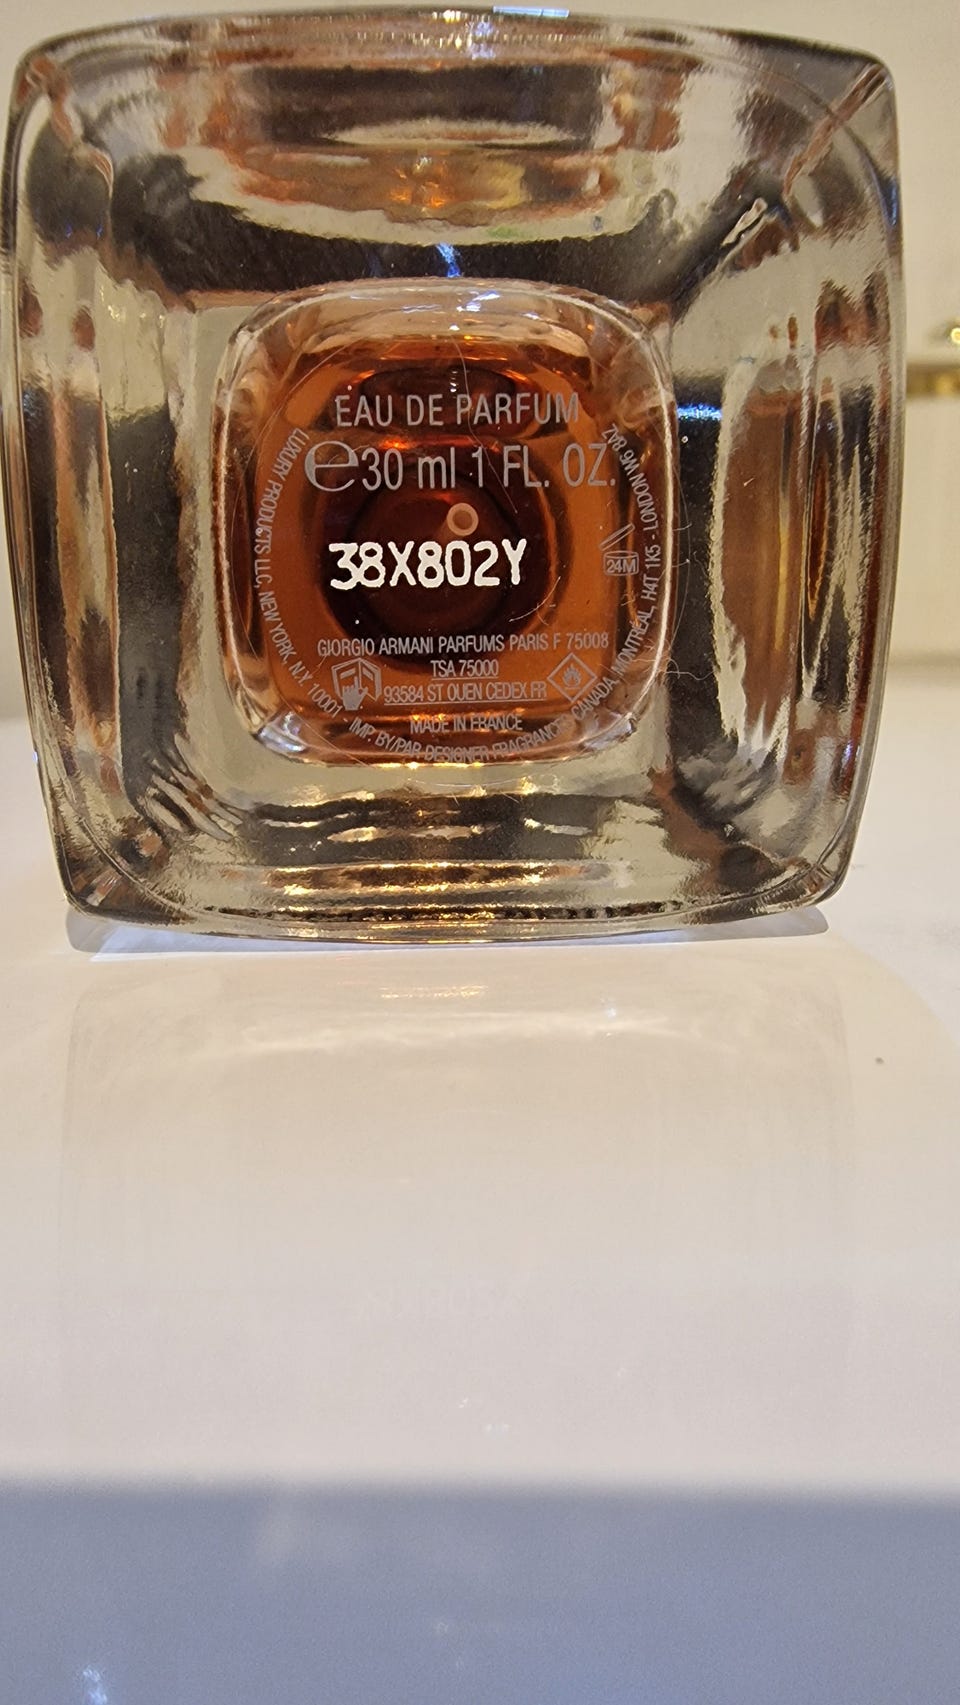 EAU DE PARFUM
℮30 ml 1 FL. OZ.
38X802Y
24M
GIORGIO ARMANI PARFUMS PARIS F 75008
TSA 75000
93584 ST OUEN CEDEX FR
MADE IN FRANCE
LUXURY PRODUCTS LLC, NEW YORK, N.Y. 10001 - IMP. BY/PAR DESIGNER FRAGRANCES CANADA, MONTRÉAL, H4T 1K5 - LONDON W6 8AZ